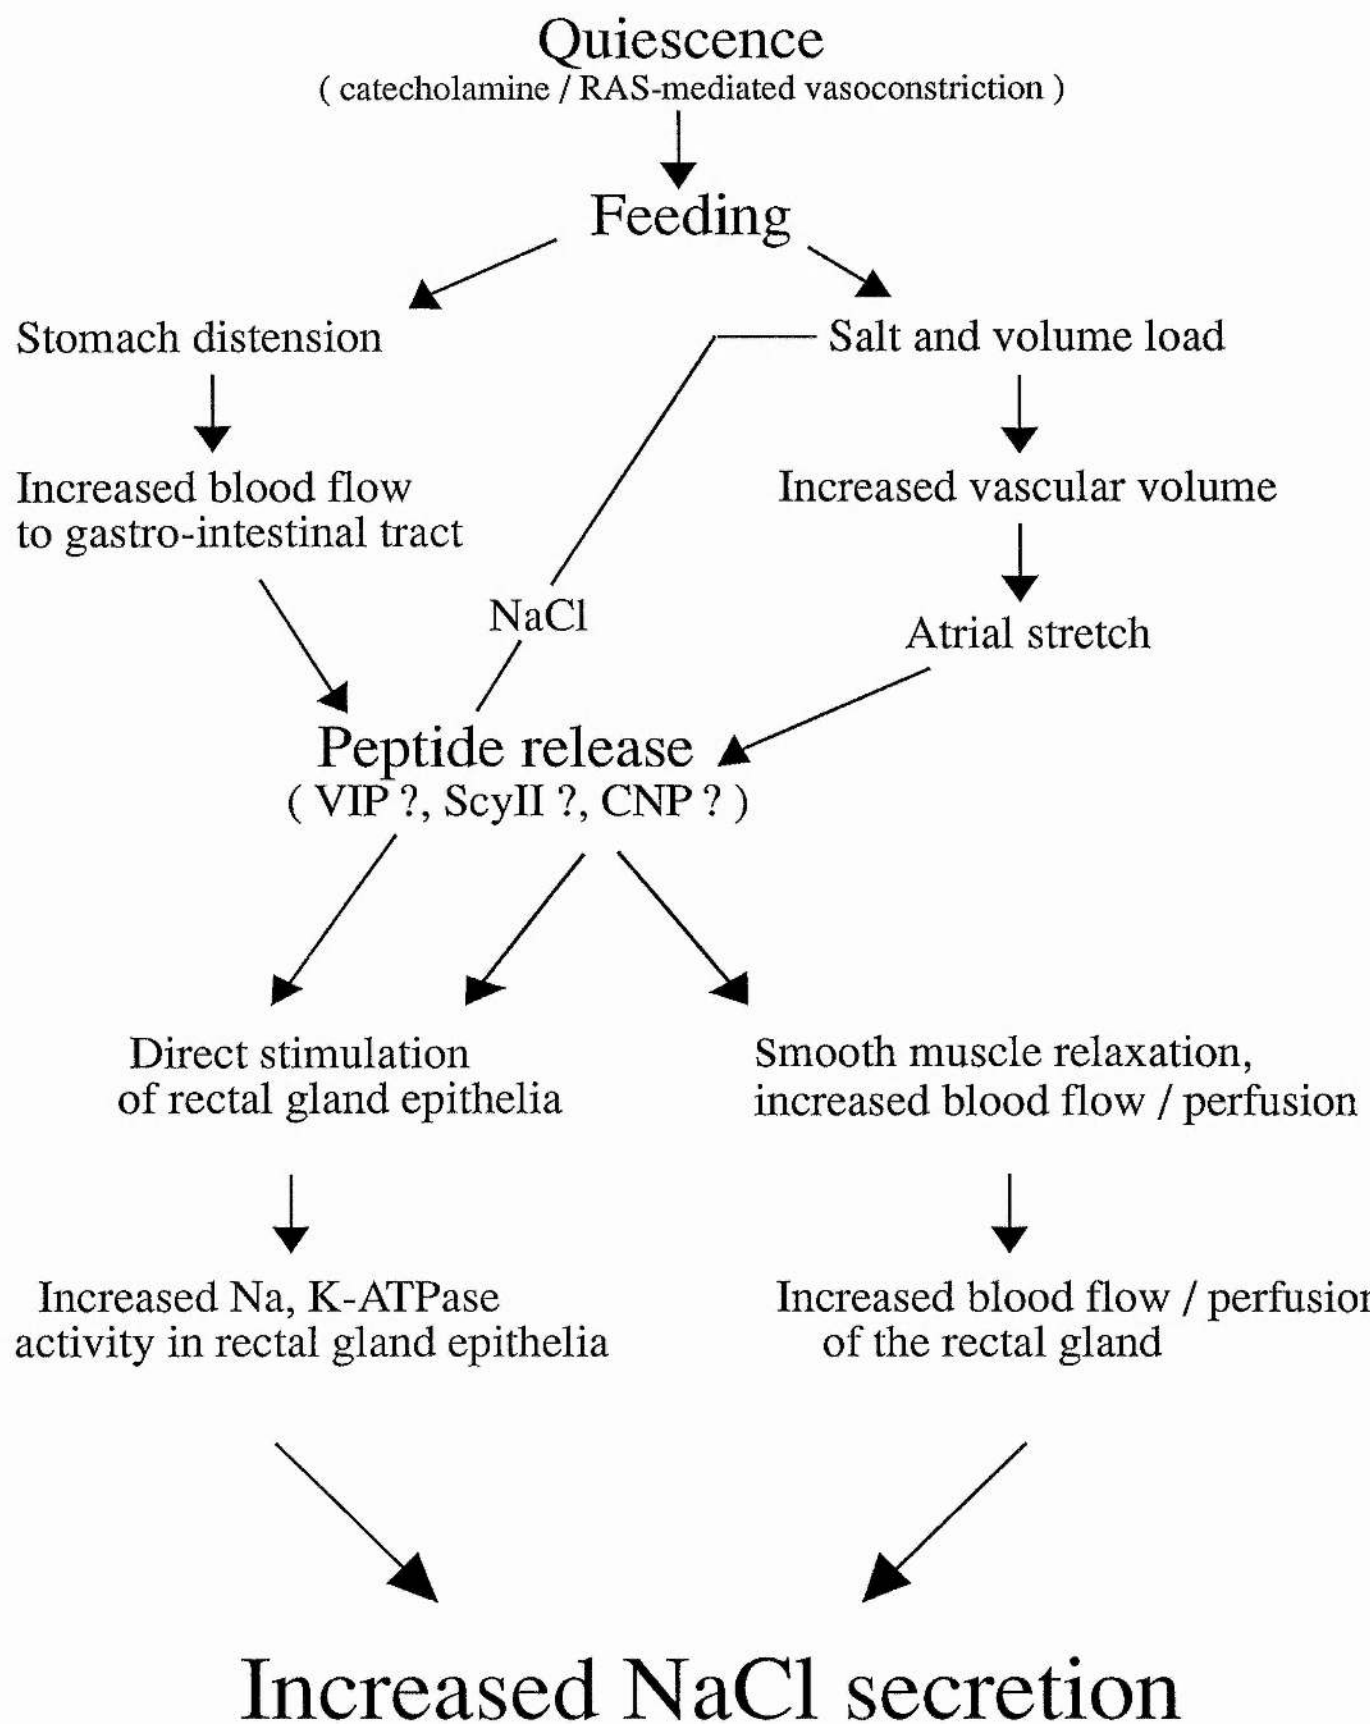 Quiescence
( catecholamine / RAS-mediated vasoconstriction )
Feeding
Stomach distension
Salt and volume load
Increased blood flow
to gastro-intestinal tract
Increased vascular volume
NaCl
Atrial stretch
Peptide release
( VIP ?, ScyII ?, CNP ? )
Direct stimulation
of rectal gland epithelia
Smooth muscle relaxation,
increased blood flow / perfusion
Increased Na, K-ATPase
activity in rectal gland epithelia
Increased blood flow / perfusion
of the rectal gland
Increased NaCl secretion